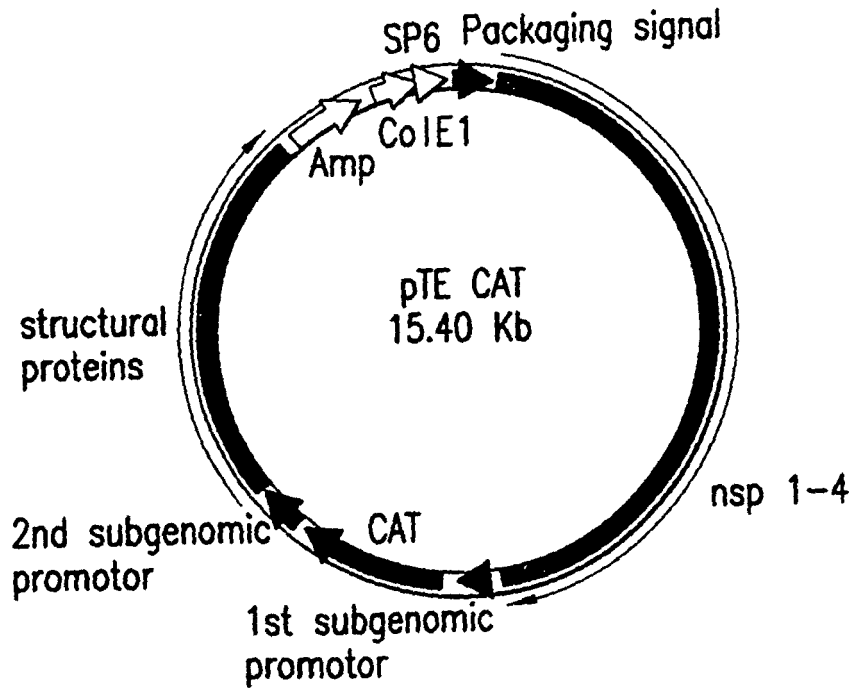 SP6 Packaging signal
ColE1
Amp
pTE CAT
15.40 Kb
structural
proteins
nsp 1-4
CAT
2nd subgenomic
promotor
1st subgenomic
promotor